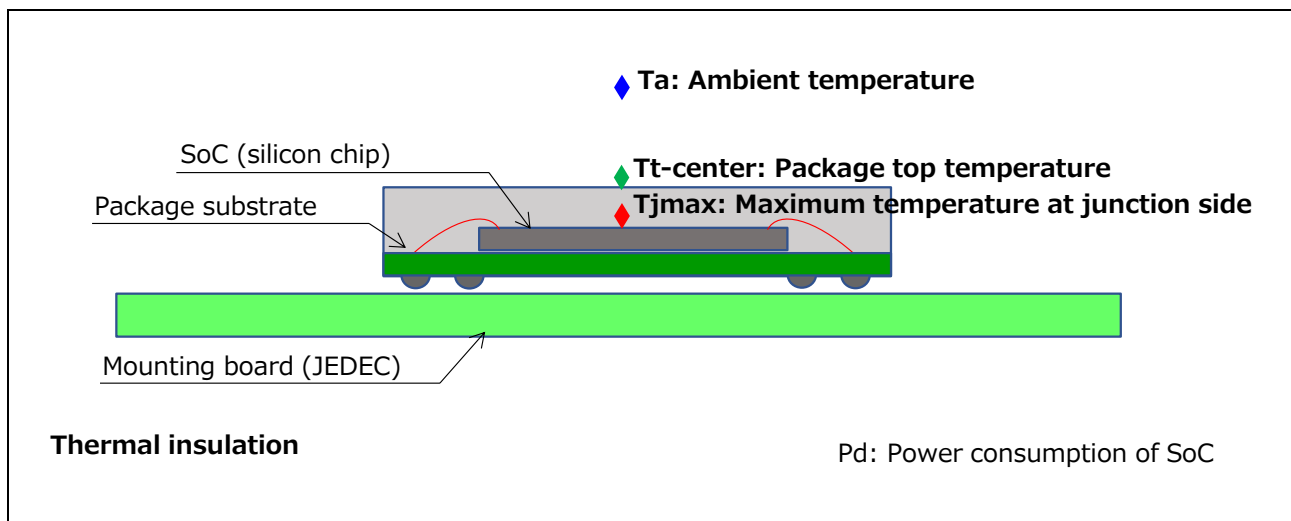 Ta: Ambient temperature
SoC (silicon chip)
Tt-center: Package top temperature
Package substrate
Tjmax: Maximum temperature at junction side
Mounting board (JEDEC)
Thermal insulation
Pd: Power consumption of SoC